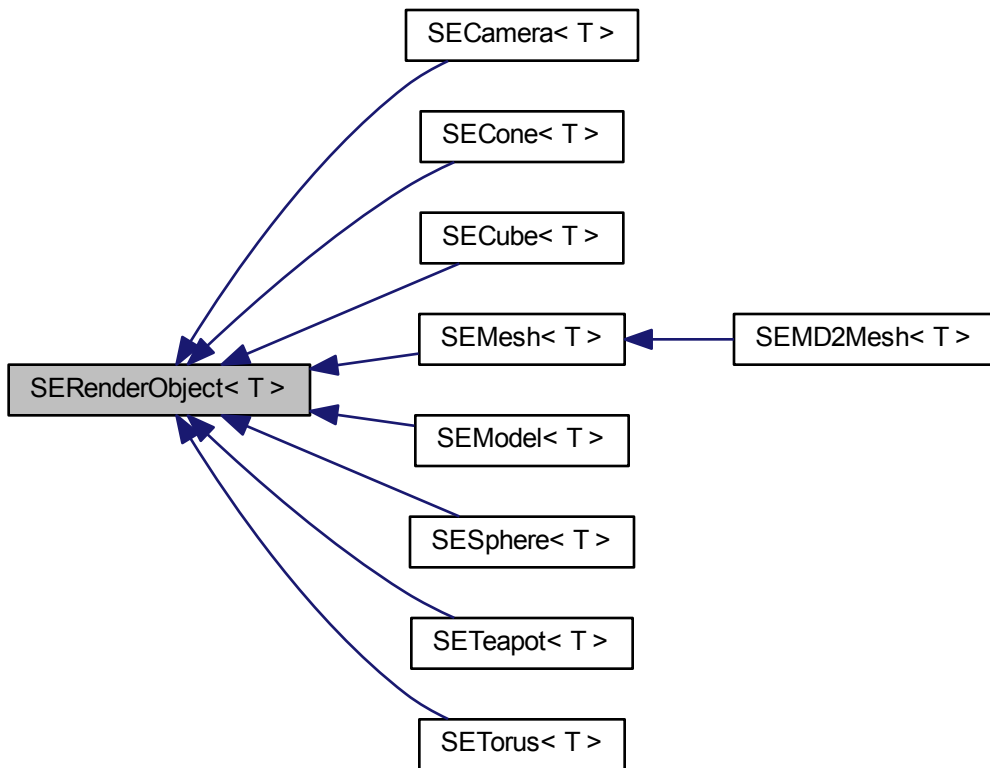 SECamera< T >
SECone< T >
SECube< T >
SEMesh< T >
SEMD2Mesh< T >
SERenderObject< T >
SEModel< T >
SESphere< T >
SETeapot< T >
SETorus< T >